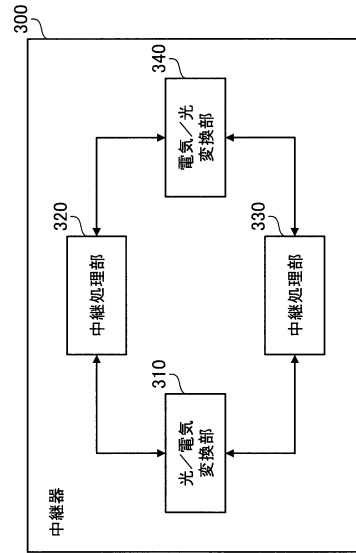 300
中継器
320
中継処理部
310
光／電気
変換部
340
電気／光
変換部
330
中継処理部